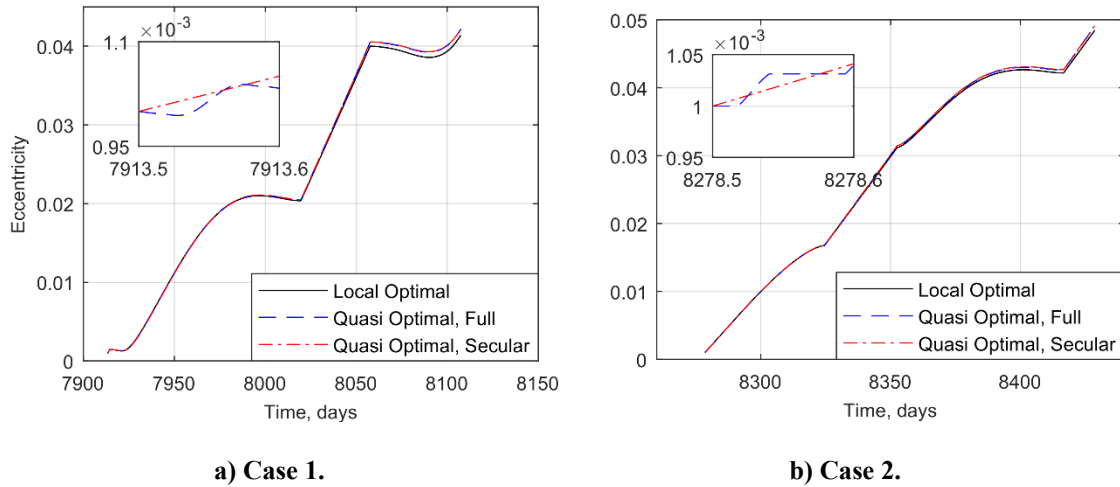 ×10⁻³
1.1
0.95
7913.5
7913.6
0.04
0.03
0.02
0.01
0
Eccentricity
Local Optimal
Quasi Optimal, Full
Quasi Optimal, Secular
7900
7950
8000
8050
8100
8150
Time, days
a) Case 1.
×10⁻³
1.05
1
0.95
8278.5
8278.6
0.05
0.04
0.03
0.02
0.01
0
Local Optimal
Quasi Optimal, Full
Quasi Optimal, Secular
8300
8350
8400
Time, days
b) Case 2.